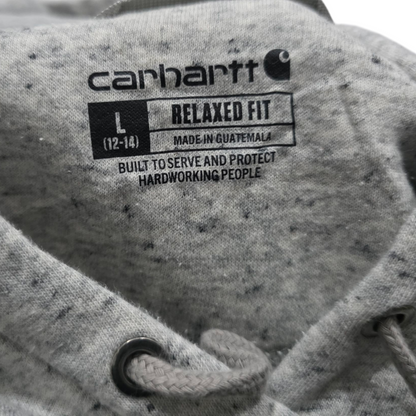 carhartt
L
(12-14)
RELAXED FIT
MADE IN GUATEMALA
BUILT TO SERVE AND PROTECT
HARDWORKING PEOPLE